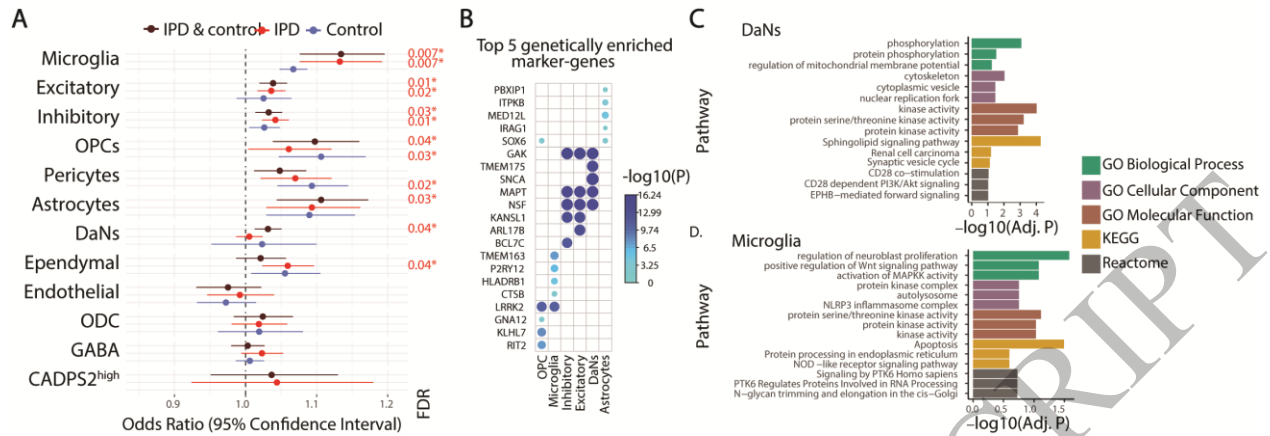 A
IPD & control IPD Control
Microglia
Excitatory
Inhibitory
OPCs
Pericytes
Astrocytes
DaNs
Ependymal
Endothelial
ODC
GABA
CADPS2high
0.007*
0.007*
0.01*
0.02*
0.03*
0.01*
0.04*
0.03*
0.02*
0.03*
0.04*
0.04*
FDR
0.9 1.0 1.1 1.2
Odds Ratio (95% Confidence Interval)
B
Top 5 genetically enriched
marker-genes
PBXIP1
ITPKB
MED12L
IRAG1
SOX6
GAK
TMEM175
SNCA
MAPT
NSF
KANSL1
ARL17B
BCL7C
TMEM163
P2RY12
HLADRB1
CTSB
LRRK2
GNA12
KLHL7
RIT2
OPC
Microglia
Inhibitory
Excitatory
DaNs
Astrocytes
-log10(P)
16.24
12.99
9.74
6.5
3.25
0
C
DaNs
Pathway
phosphorylation
protein phosphorylation
regulation of mitochondrial membrane potential
cytoskeleton
cytoplasmic vesicle
nuclear replication fork
kinase activity
protein serine/threonine kinase activity
protein kinase activity
Sphingolipid signaling pathway
Renal cell carcinoma
Synaptic vesicle cycle
CD28 co-stimulation
CD28 dependent PI3K/Akt signaling
EPHB-mediated forward signaling
0 1 2 3 4
−log10(Adj. P)
D.
Microglia
Pathway
regulation of neuroblast proliferation
positive regulation of Wnt signaling pathway
activation of MAPKK activity
protein kinase complex
autolysosome
NLRP3 inflammasome complex
protein serine/threonine kinase activity
protein kinase activity
kinase activity
Apoptosis
Protein processing in endoplasmic reticulum
NOD -like receptor signaling pathway
Signaling by PTK6 Homo sapiens
PTK6 Regulates Proteins Involved in RNA Processing
N-glycan trimming and elongation in the cis-Golgi
0.0 0.5 1.0 1.5
−log10(Adj. P)
GO Biological Process
GO Cellular Component
GO Molecular Function
KEGG
Reactome
CRIPT